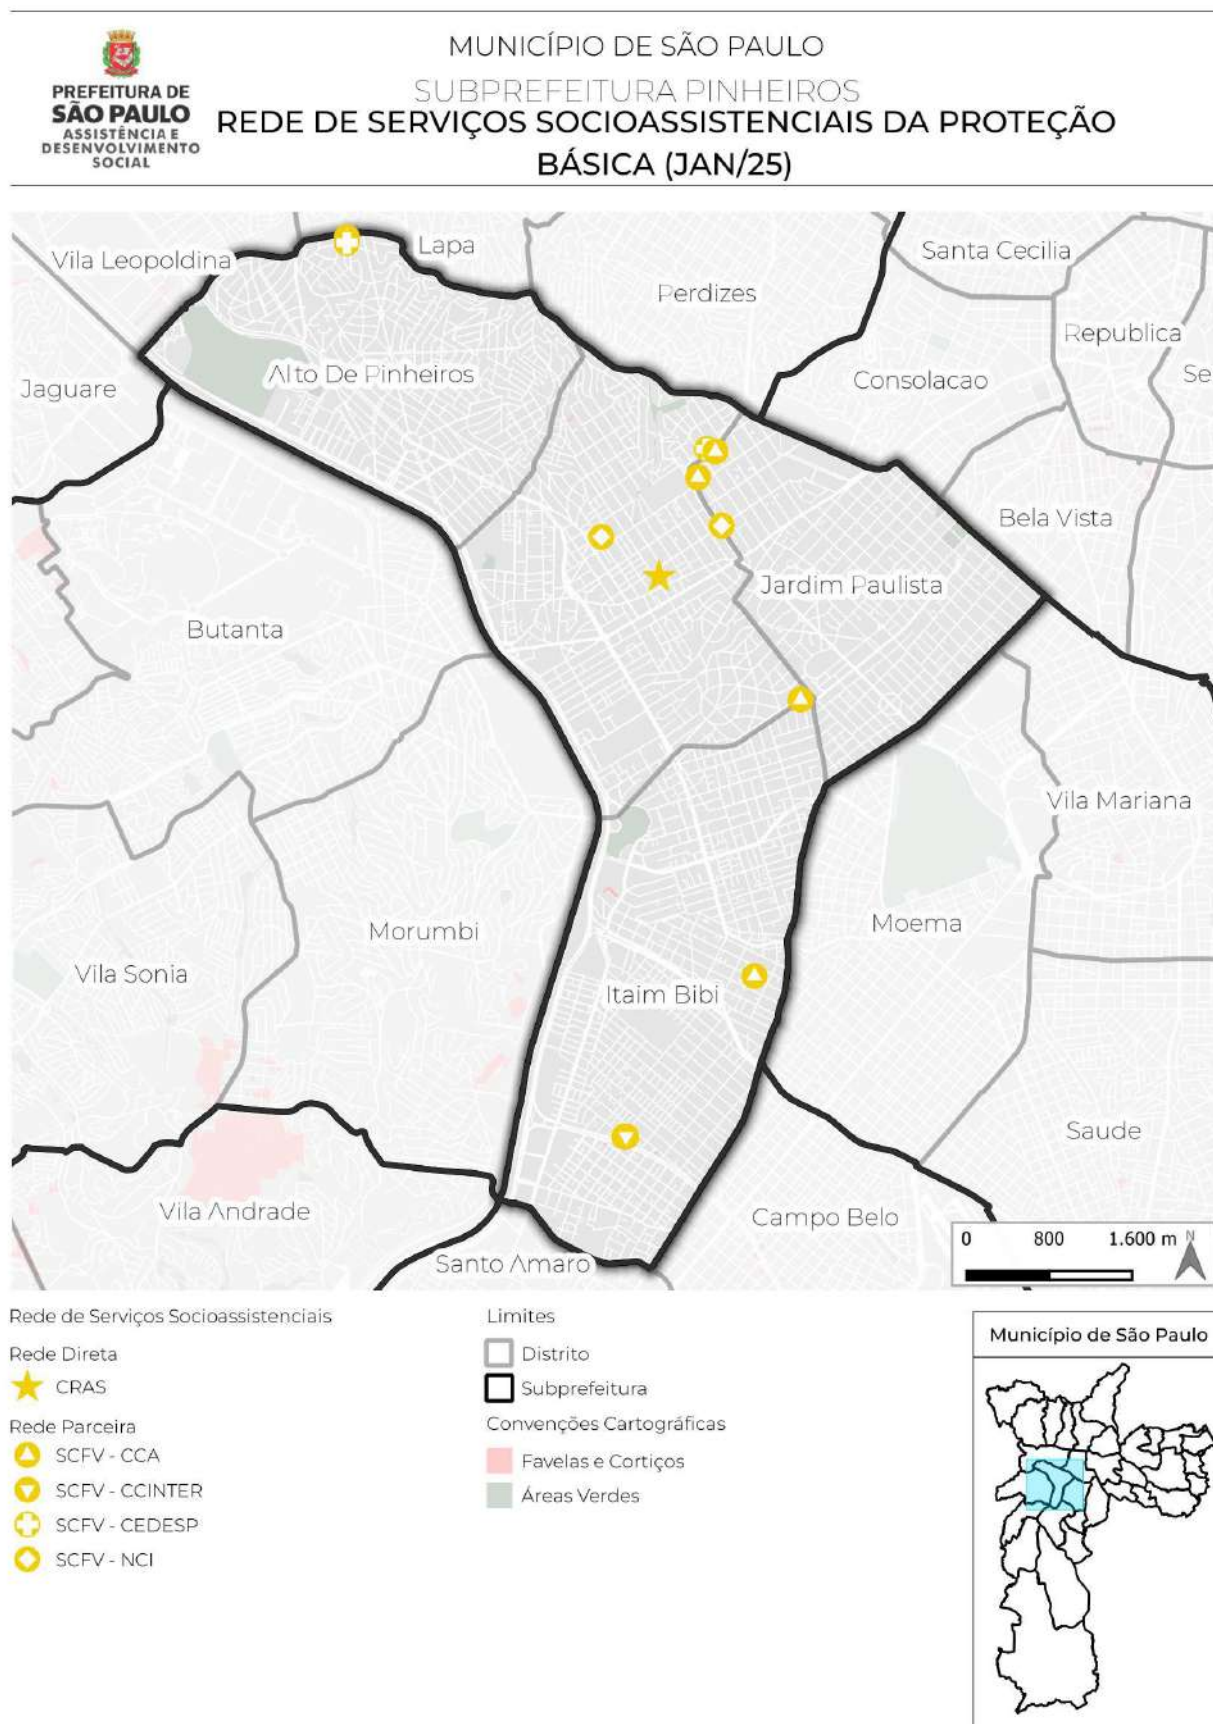 PREFEITURA DE
SÃO PAULO
ASSISTÊNCIA E
DESENVOLVIMENTO
SOCIAL
MUNICÍPIO DE SÃO PAULO
SUBPREFEITURA PINHEIROS
REDE DE SERVIÇOS SOCIOASSISTENCIAIS DA PROTEÇÃO
BÁSICA (JAN/25)
Vila Leopoldina
Lapa
Santa Cecilia
Perdizes
Republica
Jaguare
Alto De Pinheiros
Consolacao
Se
Bela Vista
Jardim Paulista
Butanta
Vila Mariana
Morumbi
Moema
Vila Sonia
Itaim Bibi
Saude
Vila Andrade
Campo Belo
Santo Amaro
0 800 1.600 m N
Rede de Serviços Socioassistenciais
Rede Direta
CRAS
Rede Parceira
SCFV - CCA
SCFV - CCINTER
SCFV - CEDESP
SCFV - NCI
Limites
Distrito
Subprefeitura
Convenções Cartográficas
Favelas e Cortiços
Áreas Verdes
Município de São Paulo